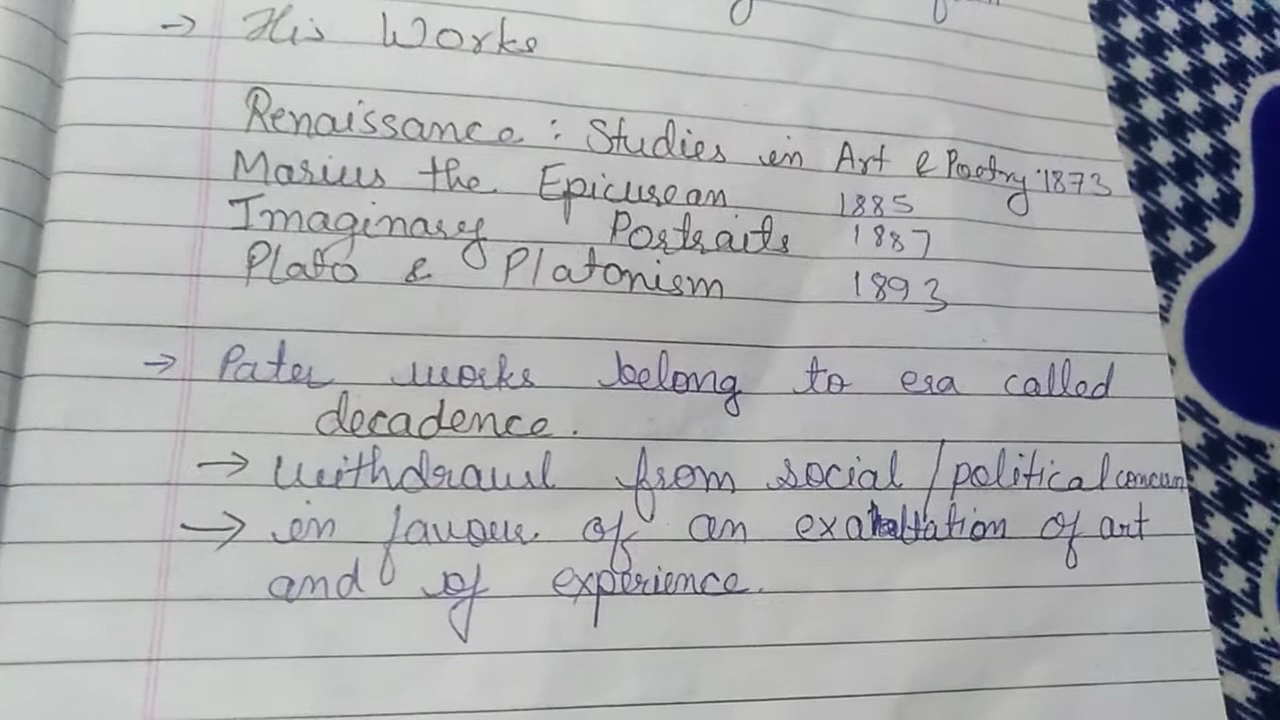 → His Works
Renaissance : Studies in Art & Poetry 1873
Marius the Epicurean 1885
Imaginary Portraits 1887
Plato & Platonism 1893
→ Pater works belong to era called
decadence.
→ withdrawl from social / political concern
→ in favour of an exaltation of art
and of experience.